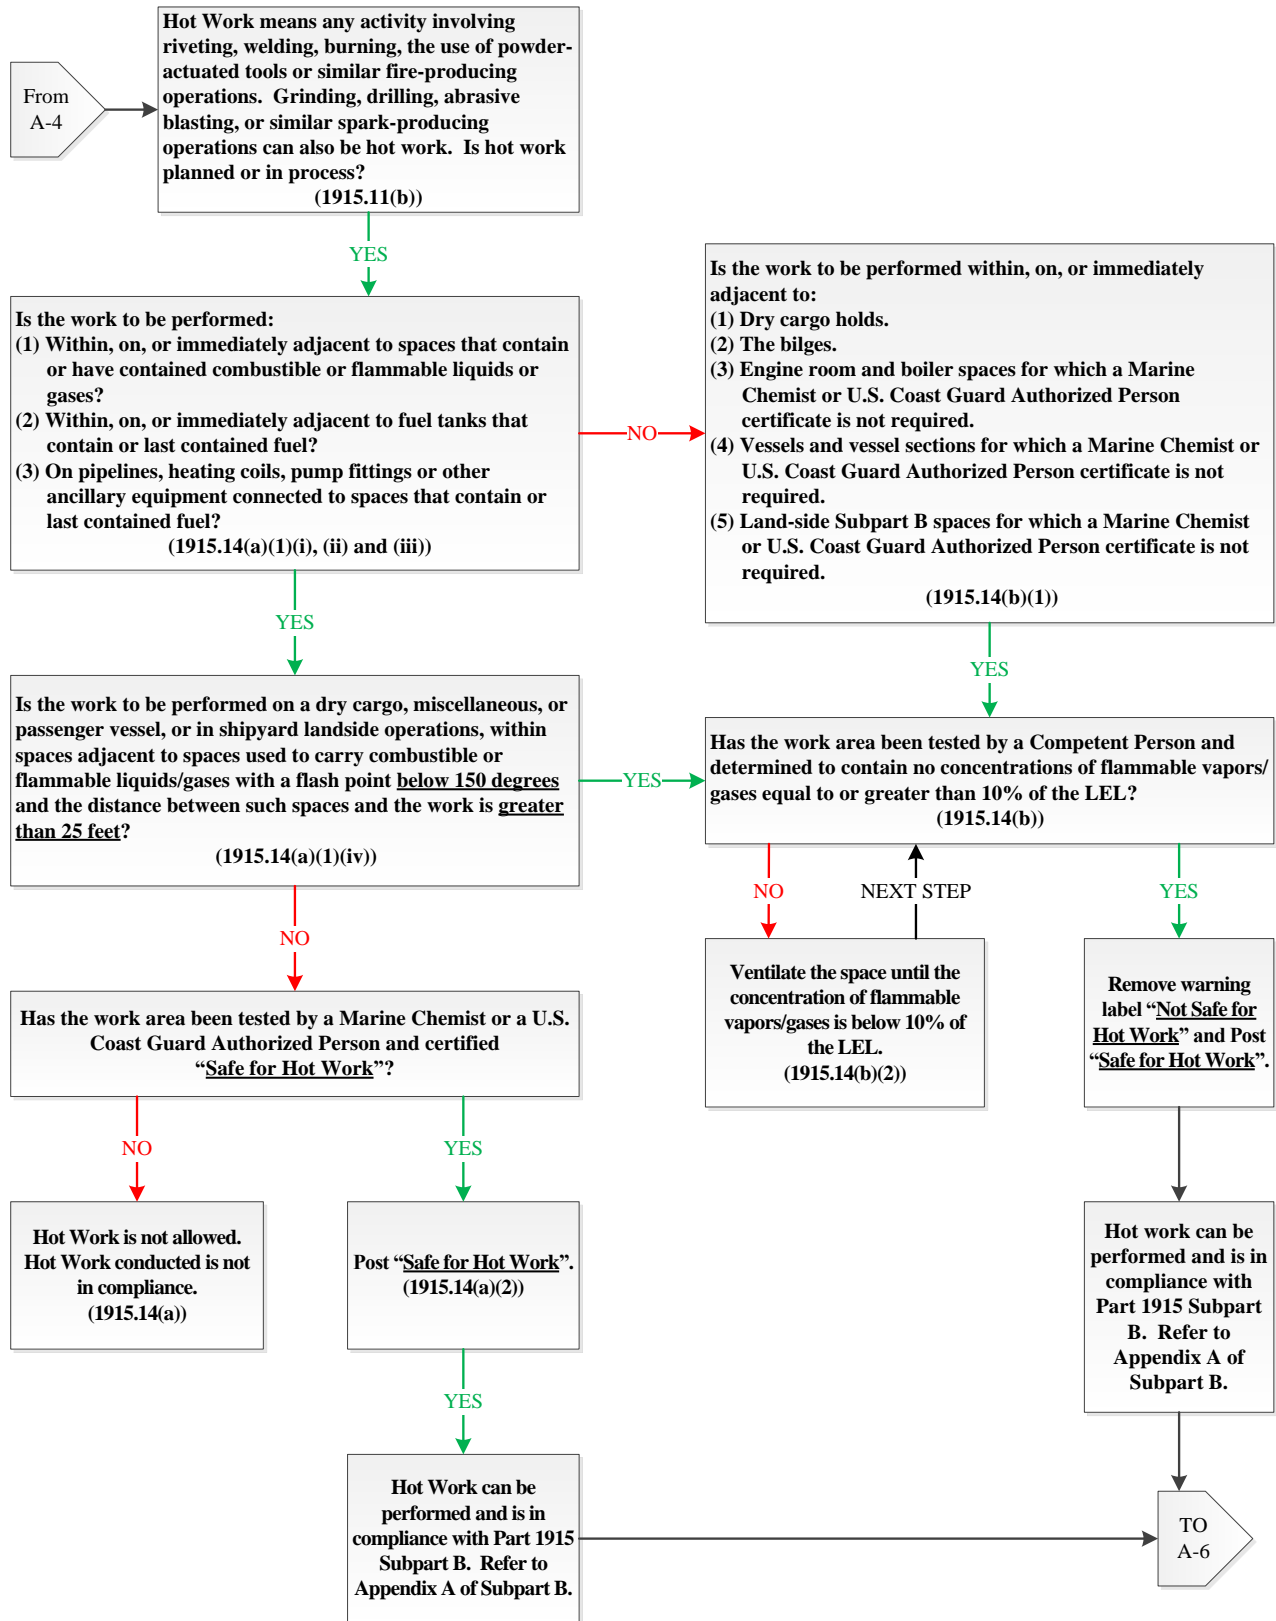 From
A-4
Hot Work means any activity involving
riveting, welding, burning, the use of powder-
actuated tools or similar fire-producing
operations.  Grinding, drilling, abrasive
blasting, or similar spark-producing
operations can also be hot work.  Is hot work
planned or in process?
(1915.11(b))
YES
Is the work to be performed:
(1) Within, on, or immediately adjacent to spaces that contain
or have contained combustible or flammable liquids or
gases?
(2) Within, on, or immediately adjacent to fuel tanks that
contain or last contained fuel?
(3) On pipelines, heating coils, pump fittings or other
ancillary equipment connected to spaces that contain or
last contained fuel?
(1915.14(a)(1)(i), (ii) and (iii))
NO
Is the work to be performed within, on, or immediately
adjacent to:
(1) Dry cargo holds.
(2) The bilges.
(3) Engine room and boiler spaces for which a Marine
Chemist or U.S. Coast Guard Authorized Person
certificate is not required.
(4) Vessels and vessel sections for which a Marine Chemist or
U.S. Coast Guard Authorized Person certificate is not
required.
(5) Land-side Subpart B spaces for which a Marine Chemist
or U.S. Coast Guard Authorized Person certificate is not
required.
(1915.14(b)(1))
YES
YES
Is the work to be performed on a dry cargo, miscellaneous, or
passenger vessel, or in shipyard landside operations, within
spaces adjacent to spaces used to carry combustible or
flammable liquids/gases with a flash point below 150 degrees
and the distance between such spaces and the work is greater
than 25 feet?
(1915.14(a)(1)(iv))
YES
Has the work area been tested by a Competent Person and
determined to contain no concentrations of flammable vapors/
gases equal to or greater than 10% of the LEL?
(1915.14(b))
NO
NEXT STEP
YES
NO
Ventilate the space until the
concentration of flammable
vapors/gases is below 10% of
the LEL.
(1915.14(b)(2))
Remove warning
label “Not Safe for
Hot Work” and Post
“Safe for Hot Work”.
Has the work area been tested by a Marine Chemist or a U.S.
Coast Guard Authorized Person and certified
“Safe for Hot Work”?
NO
YES
Hot Work is not allowed.
Hot Work conducted is not
in compliance.
(1915.14(a))
Post “Safe for Hot Work”.
(1915.14(a)(2))
Hot work can be
performed and is in
compliance with
Part 1915 Subpart
B.  Refer to
Appendix A of
Subpart B.
YES
Hot Work can be
performed and is in
compliance with Part 1915
Subpart B.  Refer to
Appendix A of Subpart B.
TO
A-6